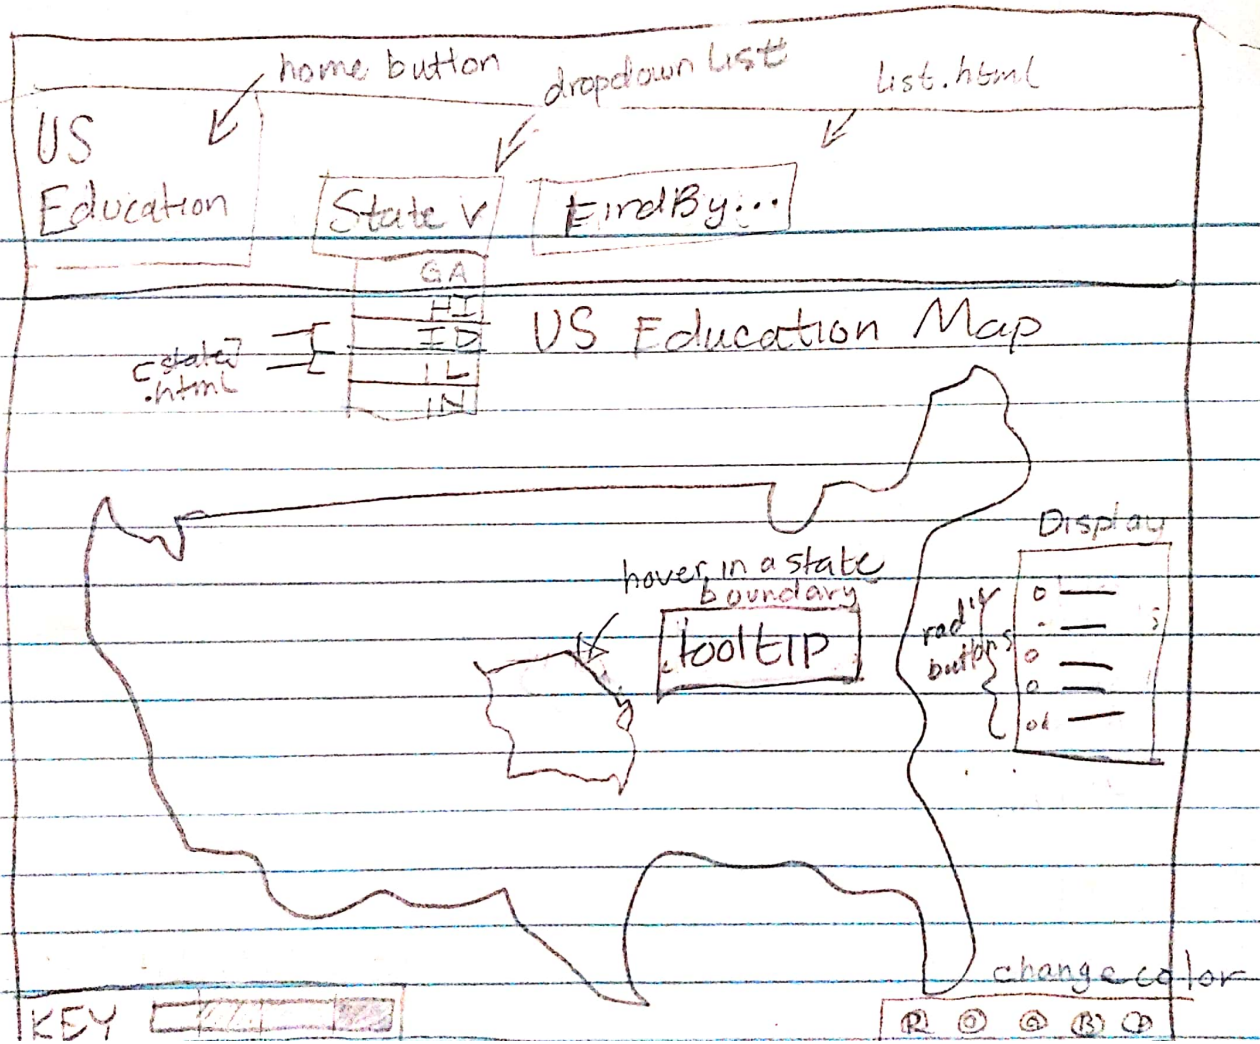 home button
dropdown list
list.html
US
Education
State v
FindBy...
GA
HI
ID
IL
IN
[state]
.html
US Education Map
Display
hover in a state
boundary
tooltip
radio
buttons
change color
KEY
R O G B P